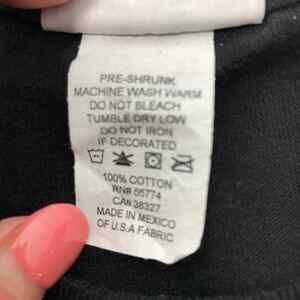 PRE-SHRUNK
MACHINE WASH WARM
DO NOT BLEACH
TUMBLE DRY LOW
DO NOT IRON
IF DECORATED
100% COTTON
RN# 55774
CA# 38327
MADE IN MEXICO
OF U.S.A FABRIC